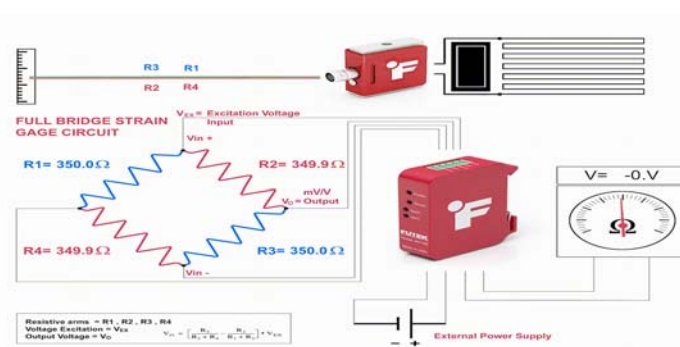 R3 R1
R2 R4
FULL BRIDGE STRAIN
GAGE CIRCUIT
VEX = Excitation Voltage
Input
Vin +
R1= 350.0Ω
R2= 349.9Ω
mV/V
VO = Output
R4= 349.9Ω
R3= 350.0Ω
Vin -
FUTEK
V= -0.V
Ω
- +
External Power Supply
Resistive arms = R1 , R2 , R3 , R4
Voltage Excitation = VEX
Output Voltage = VO